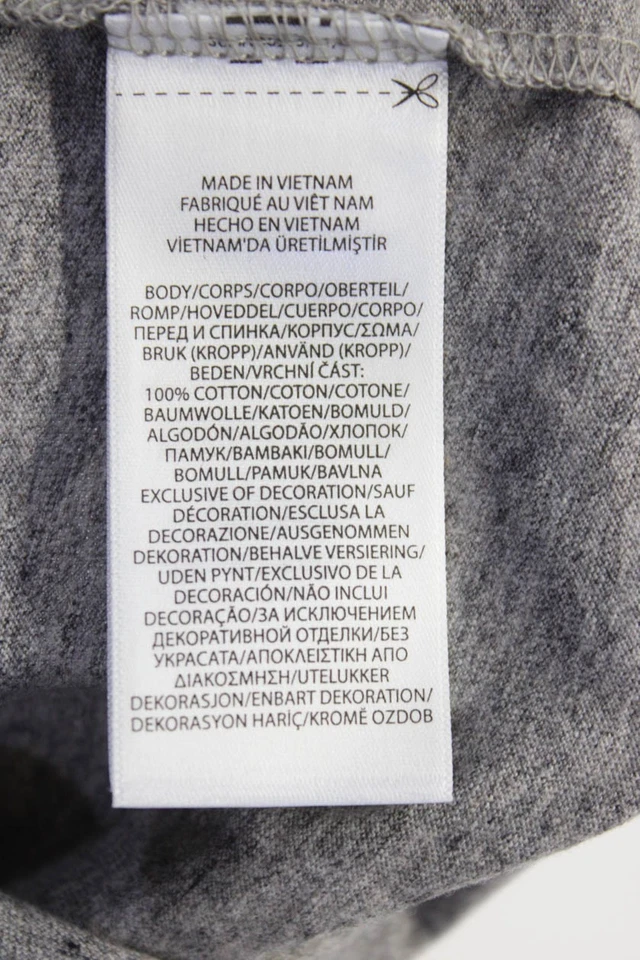 MADE IN VIETNAM
FABRIQUÉ AU VIÊT NAM
HECHO EN VIETNAM
VİETNAM'DA ÜRETİLMİŞTİR
BODY/CORPS/CORPO/OBERTEIL/
ROMP/HOVEDDEL/CUERPO/CORPO/
ПЕРЕД И СПИНКА/КОРПУС/ΣΩΜΑ/
BRUK (KROPP)/ANVÄND (KROPP)/
BEDEN/VRCHNÍ ČÁST:
100% COTTON/COTON/COTONE/
BAUMWOLLE/KATOEN/BOMULD/
ALGODÓN/ALGODÃO/ХЛОПОК/
ПАМУК/ΒΑΜΒΑΚΙ/BOMULL/
BOMULL/PAMUK/BAVLNA
EXCLUSIVE OF DECORATION/SAUF
DÉCORATION/ESCLUSA LA
DECORAZIONE/AUSGENOMMEN
DEKORATION/BEHALVE VERSIERING/
UDEN PYNT/EXCLUSIVO DE LA
DECORACIÓN/NÃO INCLUI
DECORAÇÃO/ЗА ИСКЛЮЧЕНИЕМ
ДЕКОРАТИВНОЙ ОТДЕЛКИ/БЕЗ
УКРАСАТА/ΑΠΟΚΛΕΙΣΤΙΚΗ ΑΠΟ
ΔΙΑΚΟΣΜΗΣΗ/UTELUKKER
DEKORASJON/ENBART DEKORATION/
DEKORASYON HARİÇ/KROMĚ OZDOB